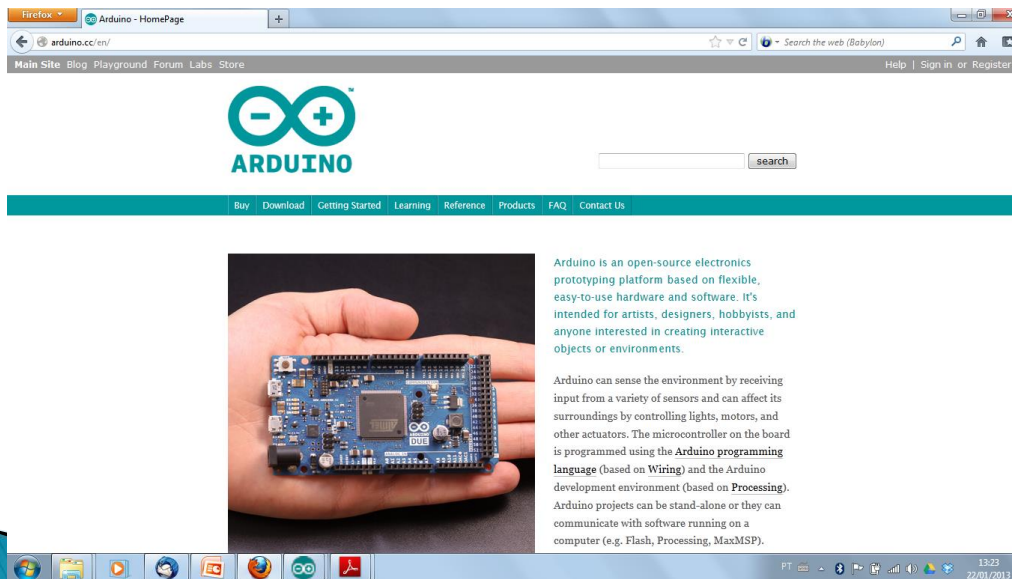 Firefox
Arduino - HomePage
arduino.cc/en/
Search the web (Babylon)
Main Site Blog Playground Forum Labs Store
Help | Sign in or Register
ARDUINO
TM
search
Buy Download Getting Started Learning Reference Products FAQ Contact Us
Arduino is an open-source electronics
prototyping platform based on flexible,
easy-to-use hardware and software. It's
intended for artists, designers, hobbyists, and
anyone interested in creating interactive
objects or environments.
ARDUINO
DUE
Arduino can sense the environment by receiving
input from a variety of sensors and can affect its
surroundings by controlling lights, motors, and
other actuators. The microcontroller on the board
is programmed using the Arduino programming
language (based on Wiring) and the Arduino
development environment (based on Processing).
Arduino projects can be stand-alone or they can
communicate with software running on a
computer (e.g. Flash, Processing, MaxMSP).
PT
13:23
22/01/2013